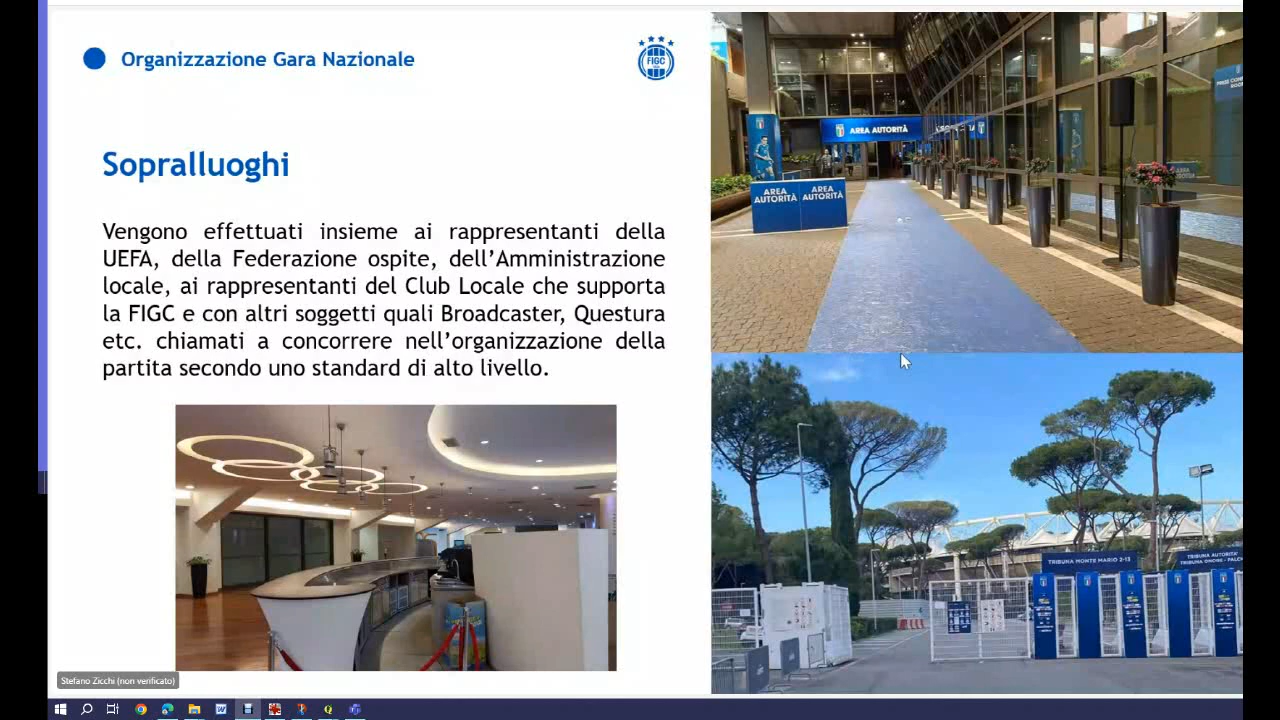 Organizzazione Gara Nazionale
FIGC
Sopralluoghi
Vengono effettuati insieme ai rappresentanti della
UEFA, della Federazione ospite, dell’Amministrazione
locale, ai rappresentanti del Club Locale che supporta
la FIGC e con altri soggetti quali Broadcaster, Questura
etc. chiamati a concorrere nell’organizzazione della
partita secondo uno standard di alto livello.
AREA AUTORITÀ
AREA
AUTORITÀ
AREA
AUTORITÀ
TRIBUNA MONTE MARIO 2-13
TRIBUNA AUTORITA'
TRIBUNA ONORE - PALCH
Stefano Zicchi (non verificato)